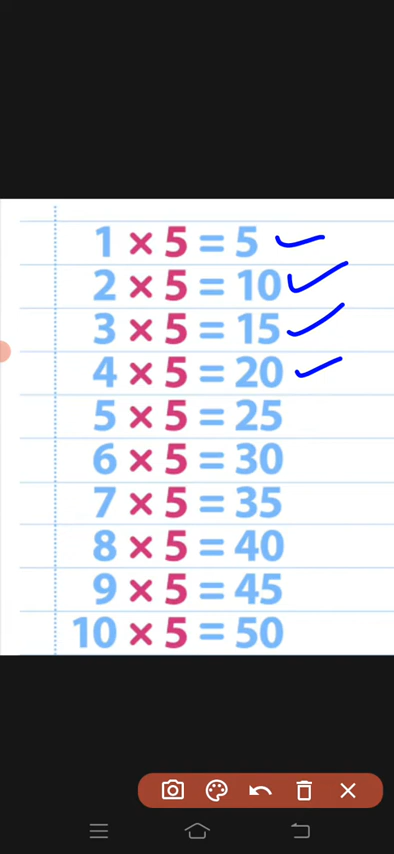 1 × 5 = 5
2 × 5 = 10
3 × 5 = 15
4 × 5 = 20
5 × 5 = 25
6 × 5 = 30
7 × 5 = 35
8 × 5 = 40
9 × 5 = 45
10 × 5 = 50